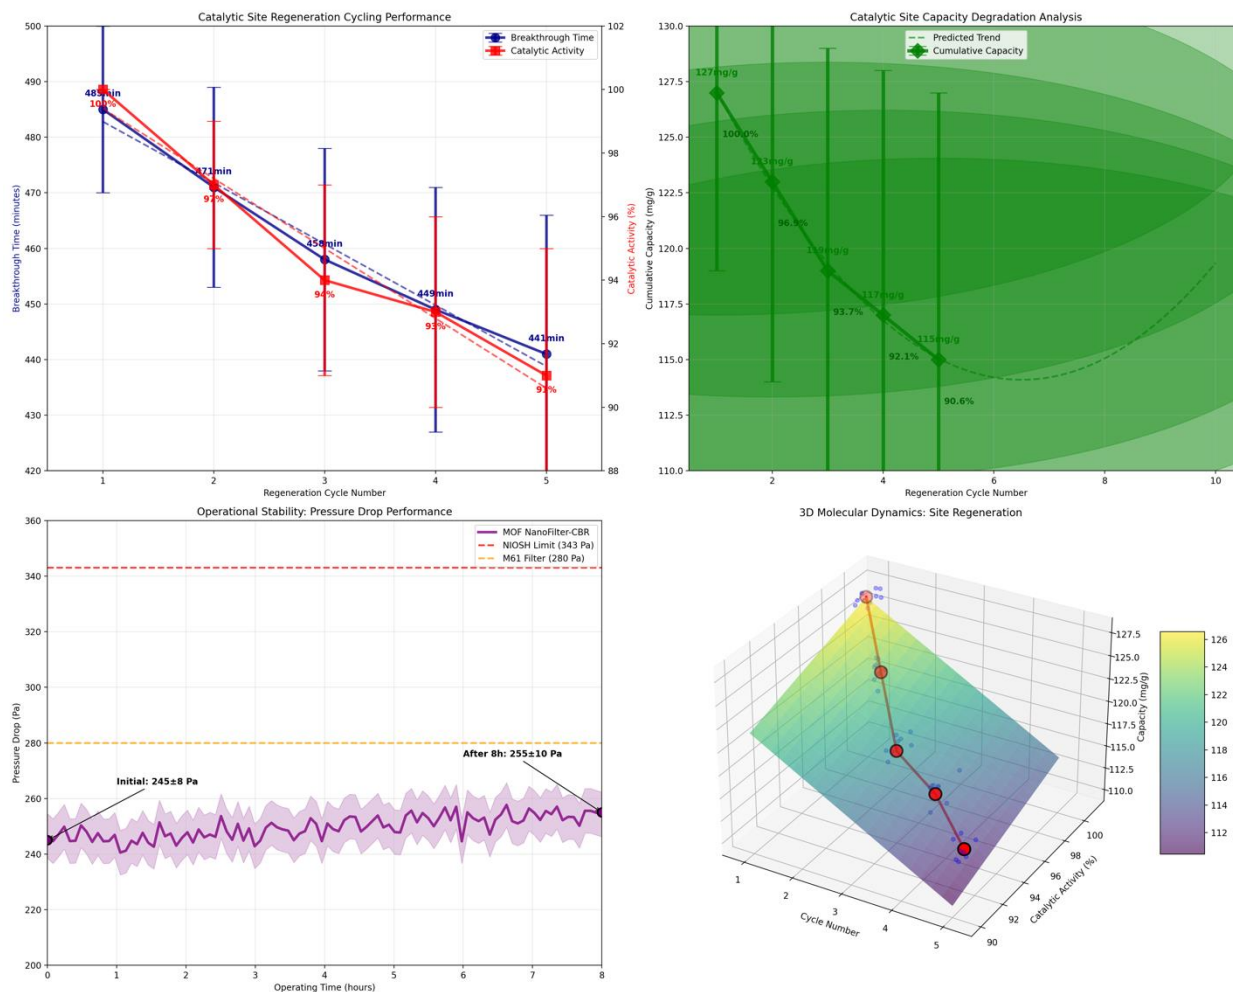 Catalytic Site Regeneration Cycling Performance
Breakthrough Time
Catalytic Activity
500
490
480
470
460
450
440
430
420
Breakthrough Time (minutes)
485min
100%
471min
97%
458min
94%
449min
93%
441min
91%
102
100
98
96
94
92
90
88
Catalytic Activity (%)
1
2
3
4
5
Regeneration Cycle Number
Catalytic Site Capacity Degradation Analysis
Predicted Trend
Cumulative Capacity
130.0
127.5
125.0
122.5
120.0
117.5
115.0
112.5
110.0
Cumulative Capacity (mg/g)
127mg/g
100.0%
123mg/g
96.9%
119mg/g
93.7%
117mg/g
92.1%
115mg/g
90.6%
2
4
6
8
10
Regeneration Cycle Number
Operational Stability: Pressure Drop Performance
MOF NanoFilter-CBR
NIOSH Limit (343 Pa)
M61 Filter (280 Pa)
360
340
320
300
280
260
240
220
200
Pressure Drop (Pa)
Initial: 245±8 Pa
After 8h: 255±10 Pa
0
1
2
3
4
5
6
7
8
Operating Time (hours)
3D Molecular Dynamics: Site Regeneration
127.5
125.0
122.5
120.0
117.5
115.0
112.5
110.0
Capacity (mg/g)
100
98
96
94
92
90
Catalytic Activity (%)
1
2
3
4
5
Cycle Number
126
124
122
120
118
116
114
112